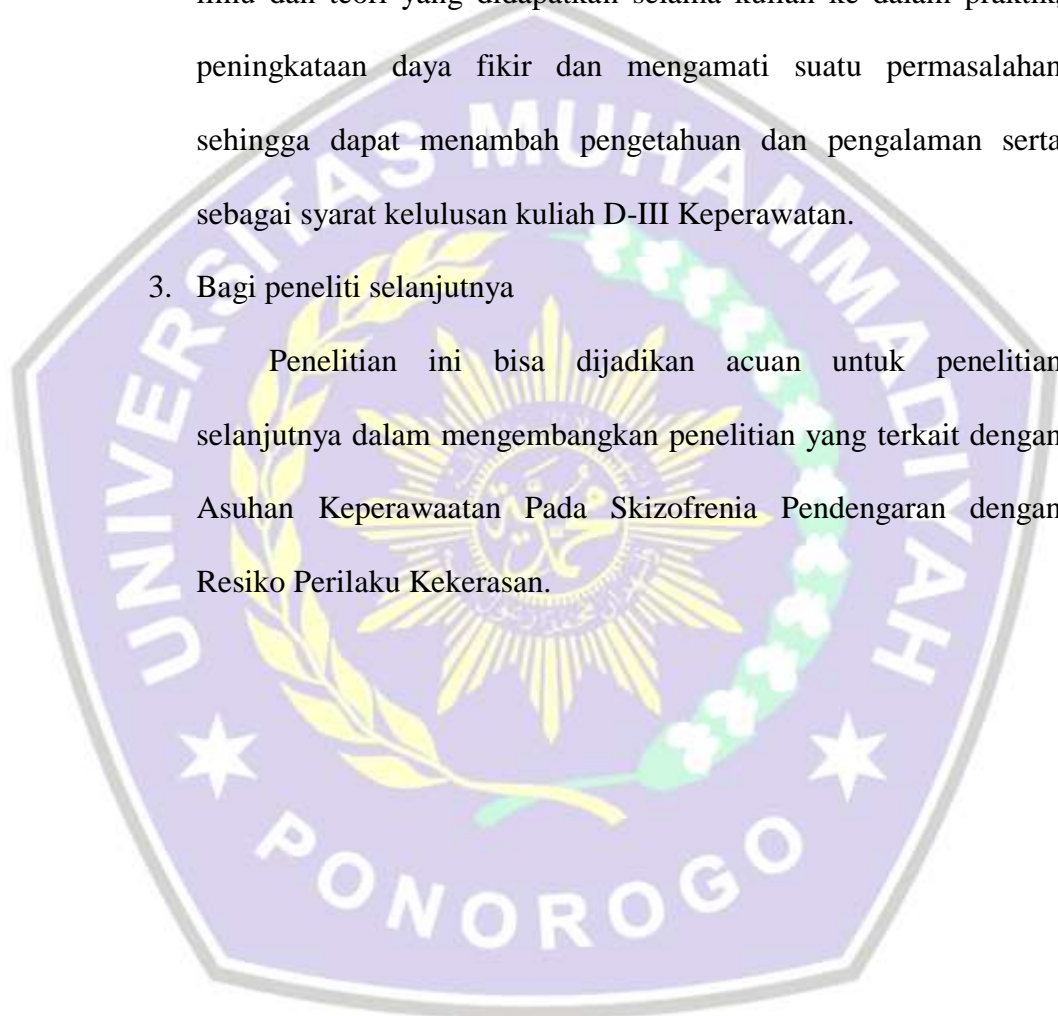 ilmu dan teori yang didapatkan selama kuliah ke dalam praktik,
peningkataan daya fikir dan mengamati suatu permasalahan
sehingga dapat menambah pengetahuan dan pengalaman serta
sebagai syarat kelulusan kuliah D-III Keperawatan.
3. Bagi peneliti selanjutnya
Penelitian ini bisa dijadikan acuan untuk penelitian
selanjutnya dalam mengembangkan penelitian yang terkait dengan
Asuhan Keperawaatan Pada Skizofrenia Pendengaran dengan
Resiko Perilaku Kekerasan.
UNIVERSITAS MUHAMMADIYAH
PONOROGO